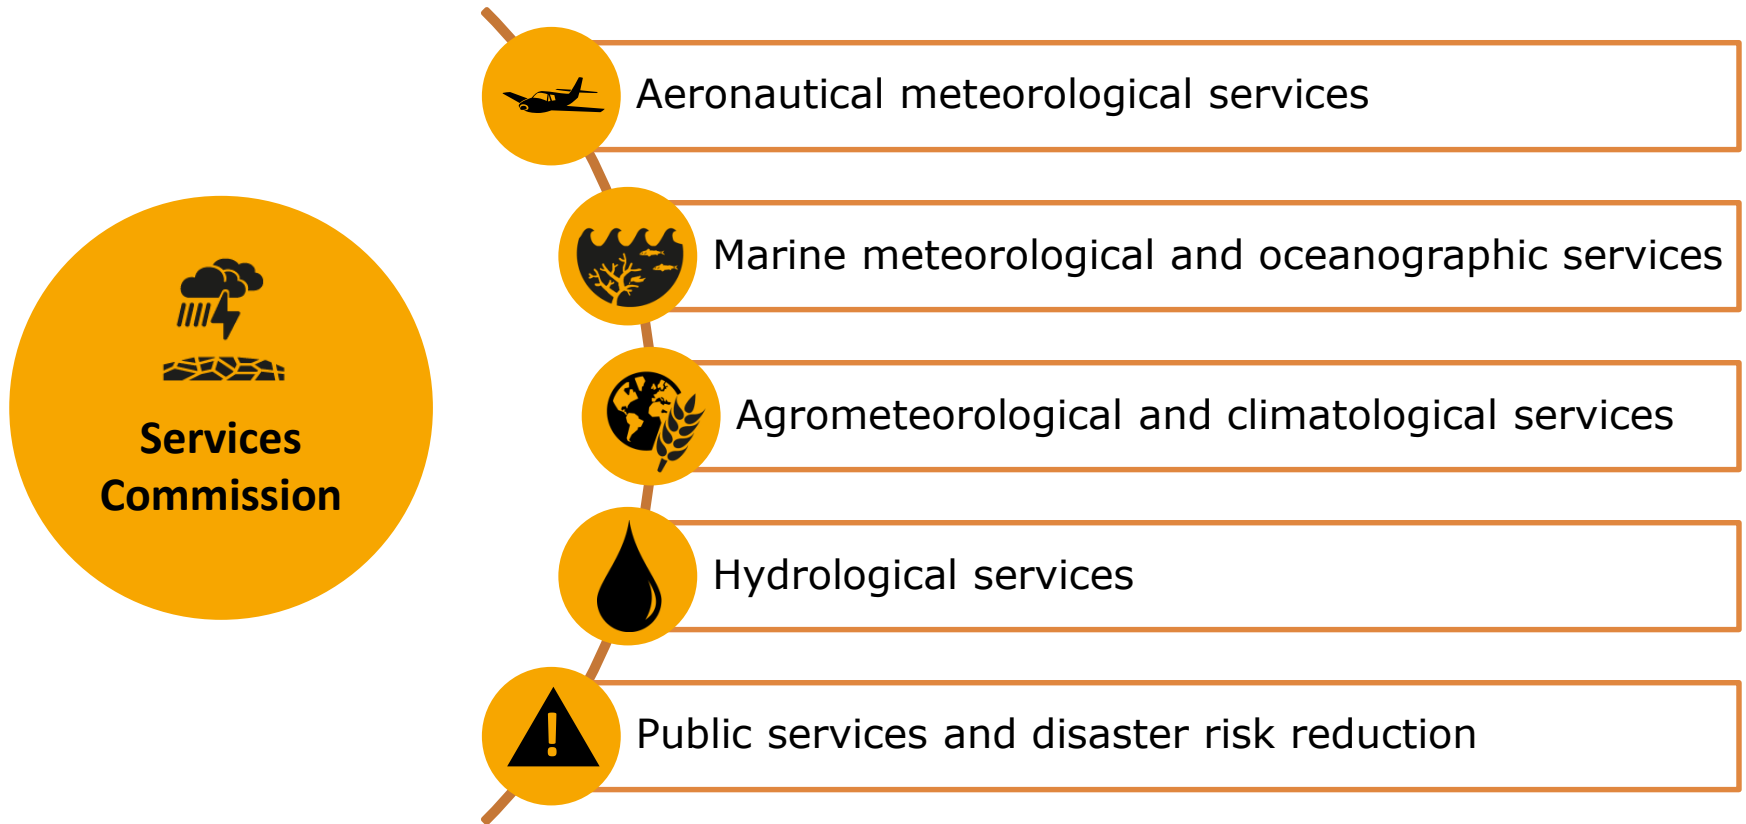 Services
Commission
Aeronautical meteorological services
Marine meteorological and oceanographic services
Agrometeorological and climatological services
Hydrological services
Public services and disaster risk reduction